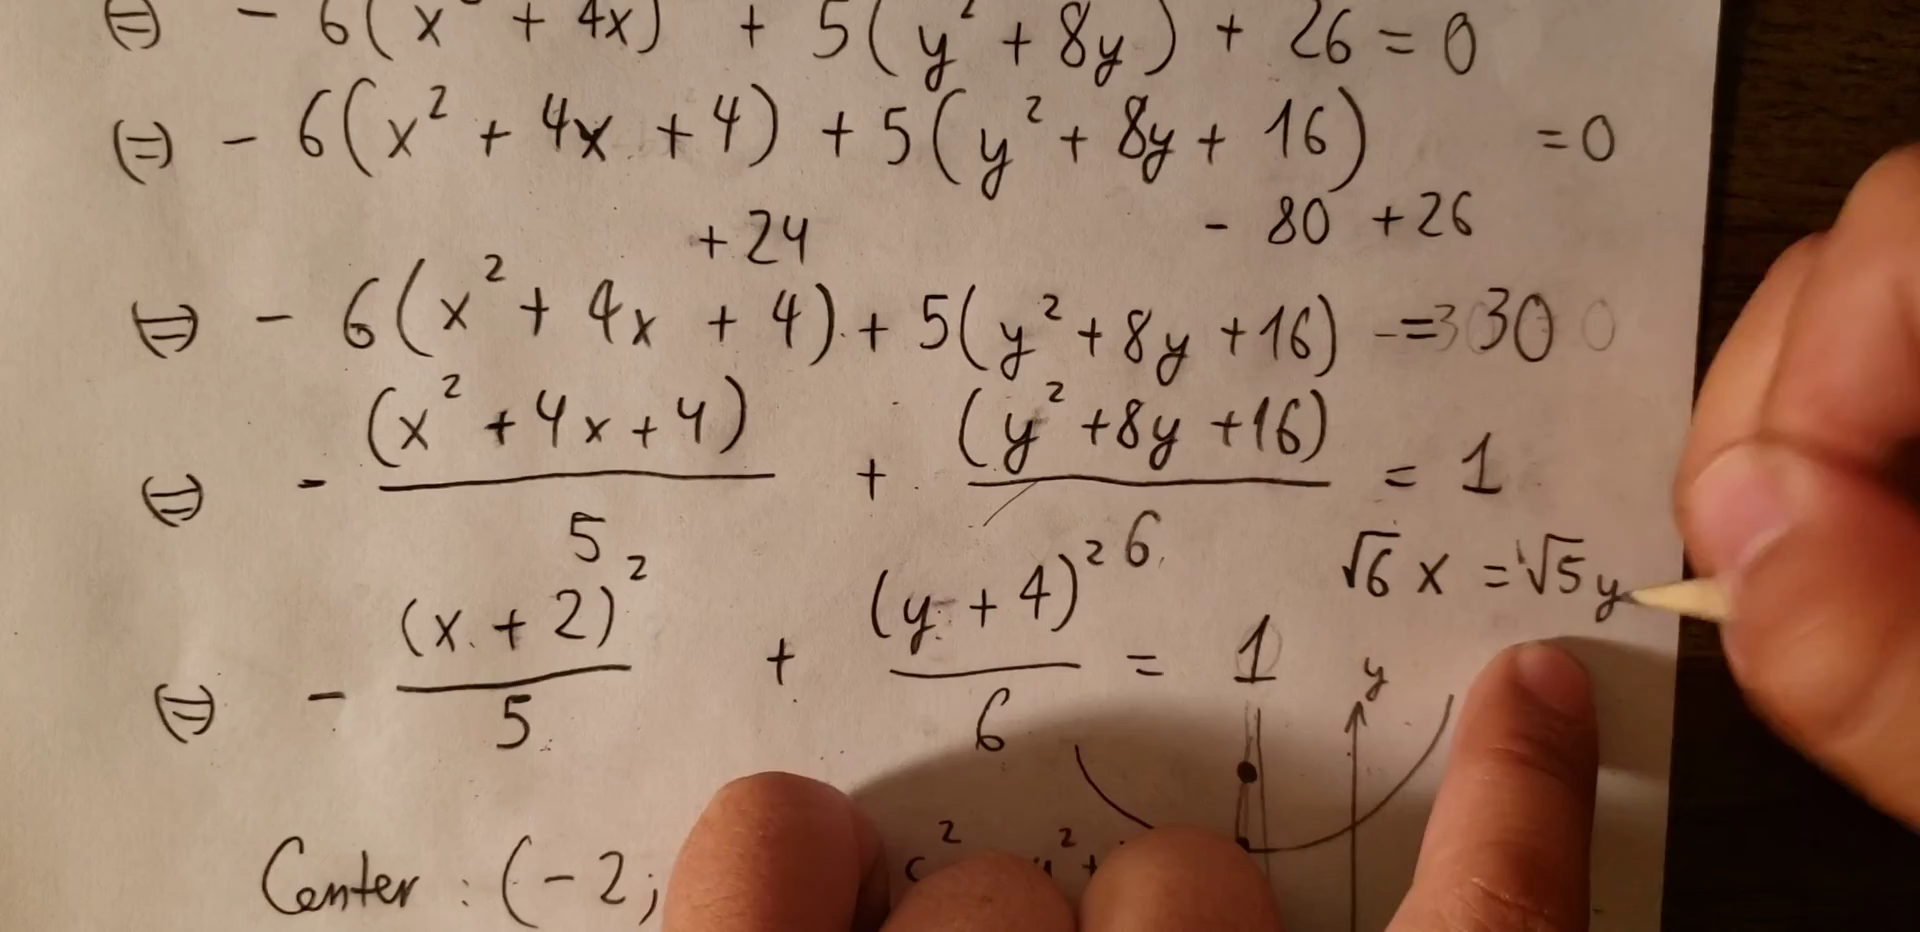 (=) - 6(x² + 4x) + 5(y² + 8y) + 26 = 0
(=) - 6(x² + 4x + 4) + 5(y² + 8y + 16) = 0
+24 - 80 + 26
(=) - 6(x² + 4x + 4) + 5(y² + 8y + 16) = 30
(=) - (x² + 4x + 4)/5 + (y² + 8y + 16)/6 = 1
√6 x = √5 y
(=) - (x + 2)²/5 + (y + 4)²/6 = 1
y
Center : (-2;